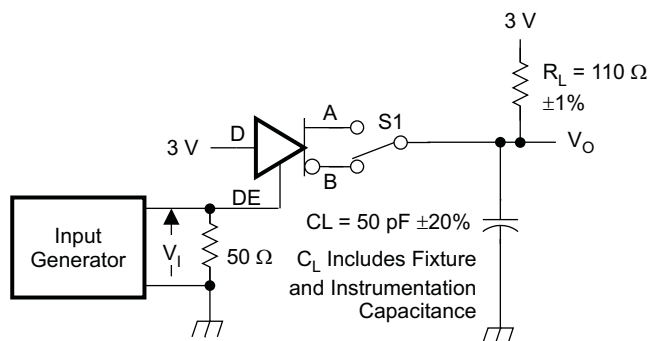 3 V
R_L = 110 Ω
±1%
A
S1
D
3 V
V_O
B
DE
CL = 50 pF ±20%
Input
Generator
V_I
50 Ω
C_L Includes Fixture
and Instrumentation
Capacitance